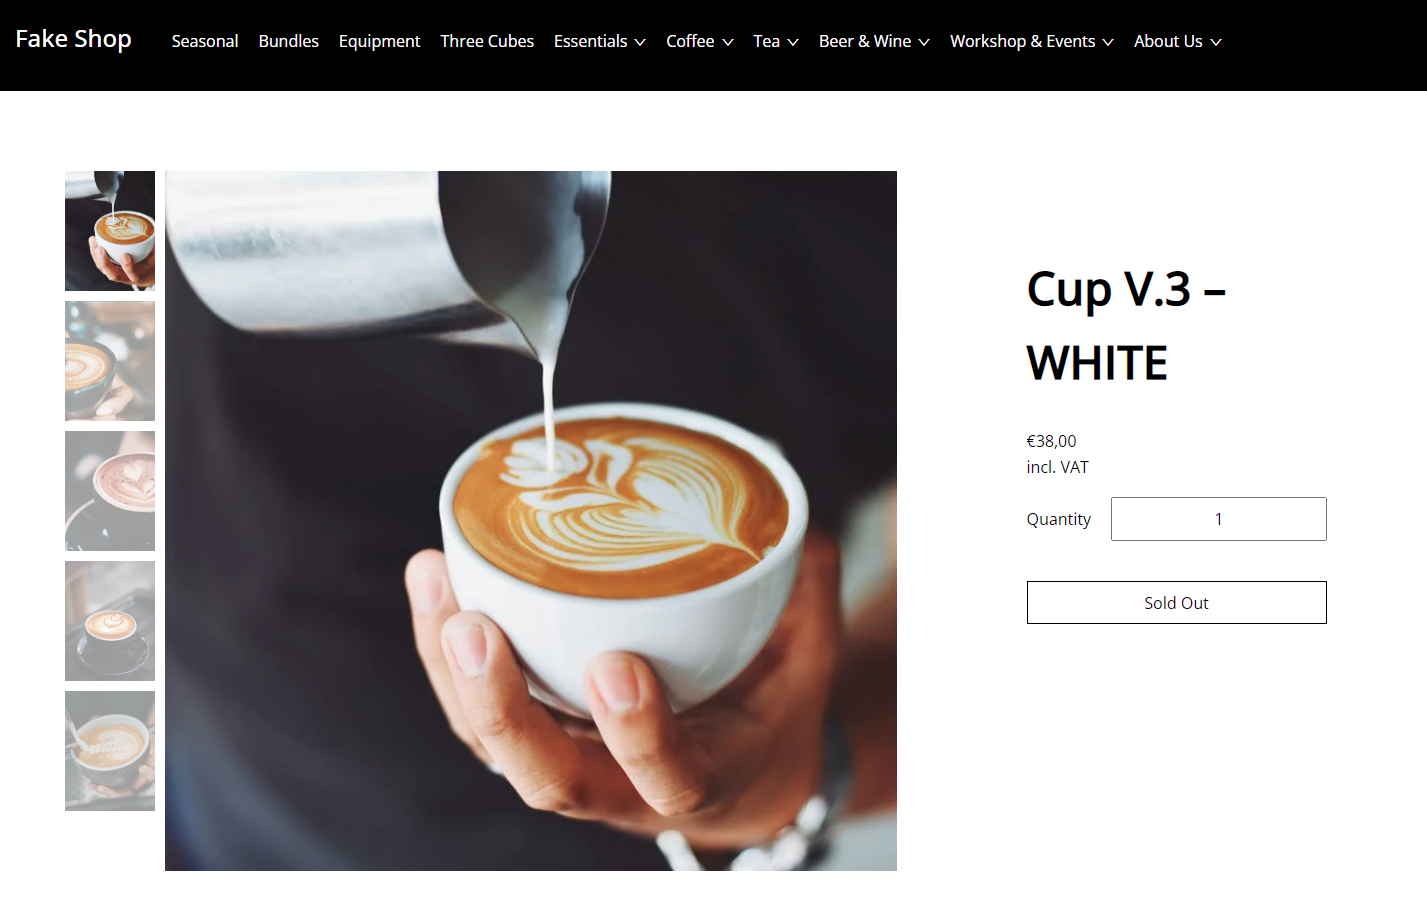 Fake Shop Seasonal Bundles Equipment Three Cubes Essentials Coffee Tea Beer & Wine Workshop & Events About Us
Cup V.3 –
WHITE
€38,00
incl. VAT
Quantity 1
Sold Out